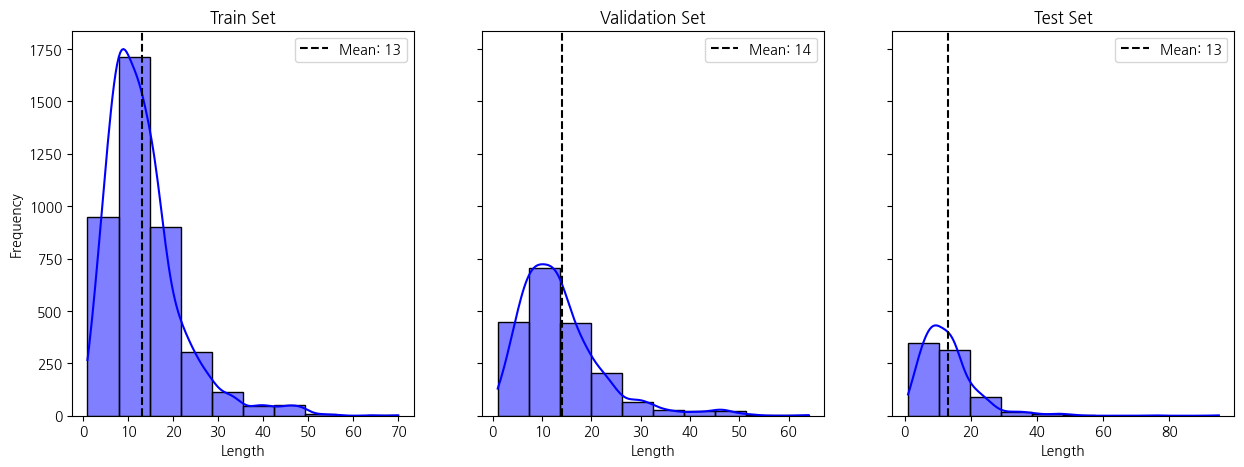 Train Set
Mean: 13
1750
1500
1250
1000
750
500
250
0
Frequency
0 10 20 30 40 50 60 70
Length
Validation Set
Mean: 14
0 10 20 30 40 50 60
Length
Test Set
Mean: 13
0 20 40 60 80
Length